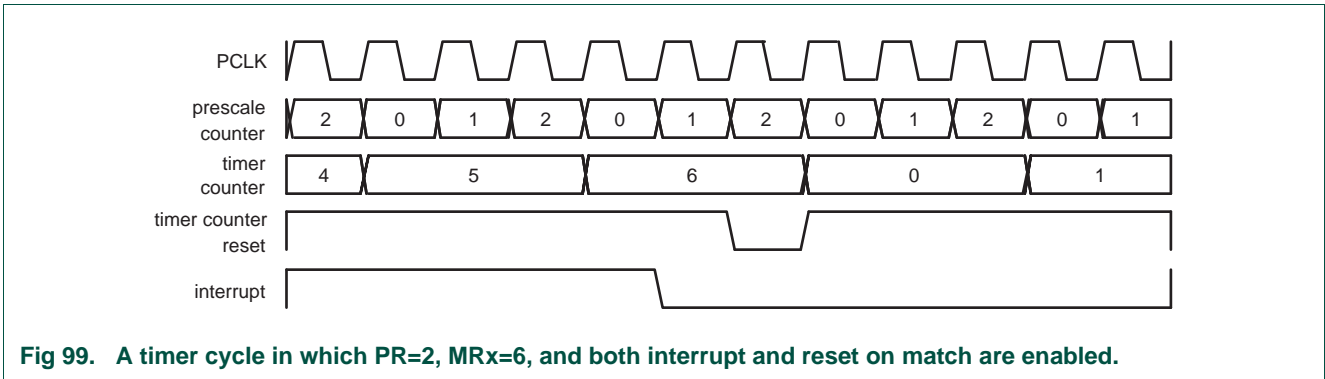 PCLK
prescale
counter
2 0 1 2 0 1 2 0 1 2 0 1
timer
counter
4 5 6 0 1
timer counter
reset
interrupt
Fig 99. A timer cycle in which PR=2, MRx=6, and both interrupt and reset on match are enabled.